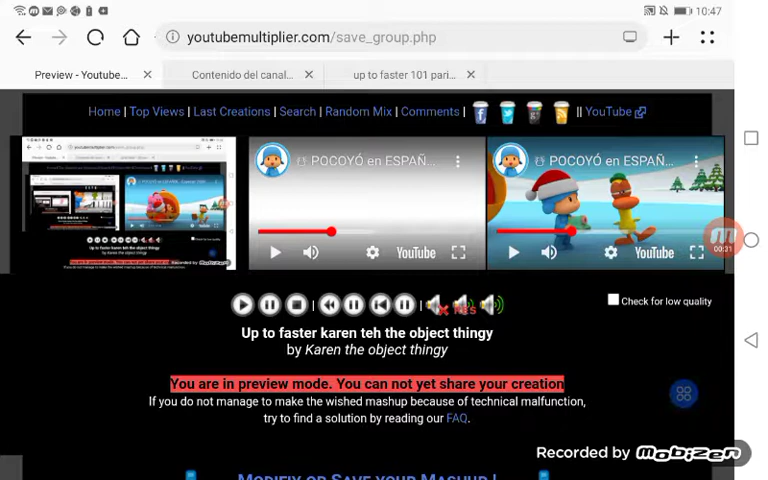 10:47
youtubemultiplier.com/save_group.php
Preview - Youtube...
Contenido del canal...
up to faster 101 pari...
Home | Top Views | Last Creations | Search | Random Mix | Comments | || YouTube
POCOYÓ en ESPAÑ...
POCOYÓ en ESPAÑ...
YouTube
YouTube
00:31
Check for low quality
Up to faster karen teh the object thingy
by Karen the object thingy
You are in preview mode. You can not yet share your creation
If you do not manage to make the wished mashup because of technical malfunction,
try to find a solution by reading our FAQ.
Recorded by Mobizen
Modifiy or Save your Mashup !